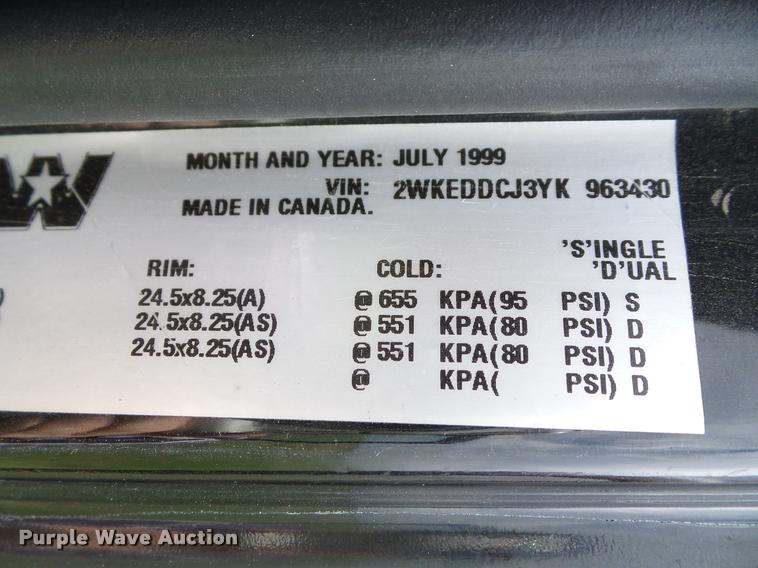 W
MONTH AND YEAR: JULY 1999
VIN: 2WKEDDCJ3YK 963430
MADE IN CANADA.
'S'INGLE
RIM: COLD: 'D'UAL
24.5x8.25(A) @ 655 KPA(95 PSI) S
24.5x8.25(AS) @ 551 KPA(80 PSI) D
24.5x8.25(AS) @ 551 KPA(80 PSI) D
@ KPA( PSI) D
Purple Wave Auction